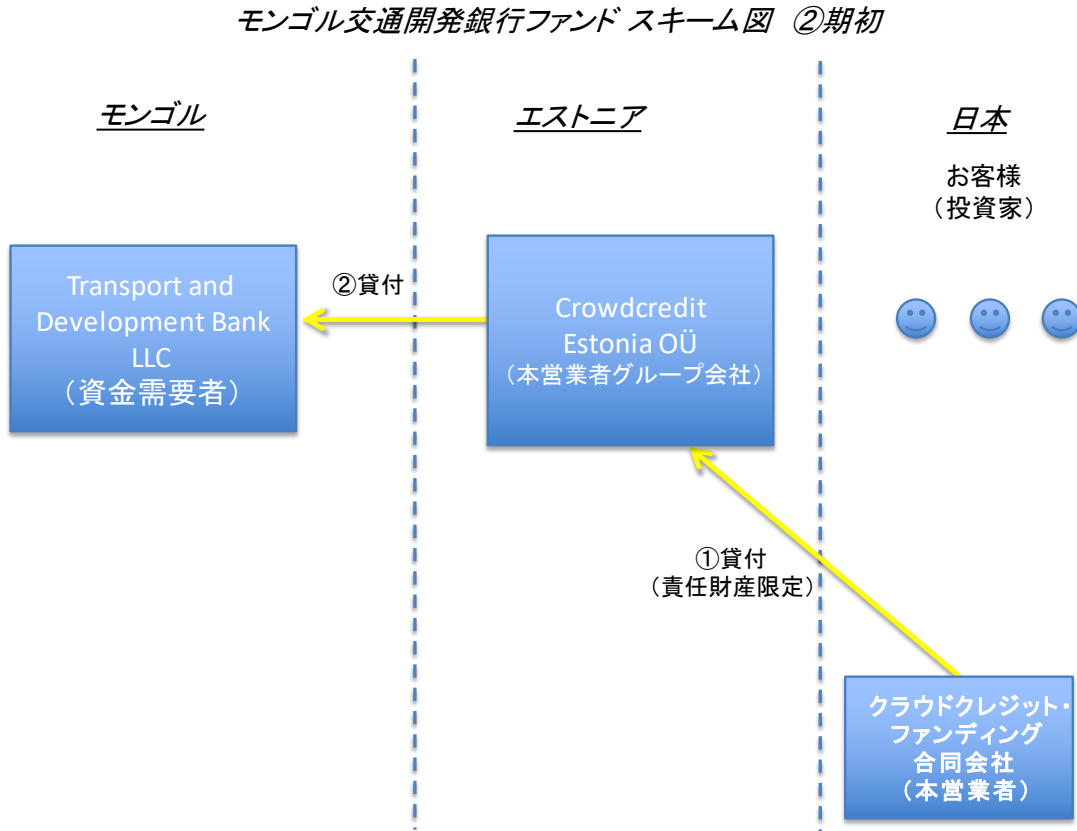 モンゴル交通開発銀行ファンド スキーム図 ②期初
モンゴル
エストニア
日本
お客様
（投資家）
Transport and
Development Bank
LLC
（資金需要者）
②貸付
Crowdcredit
Estonia OÜ
（本営業者グループ会社）
①貸付
（責任財産限定）
クラウドクレジット・
ファンディング
合同会社
（本営業者）